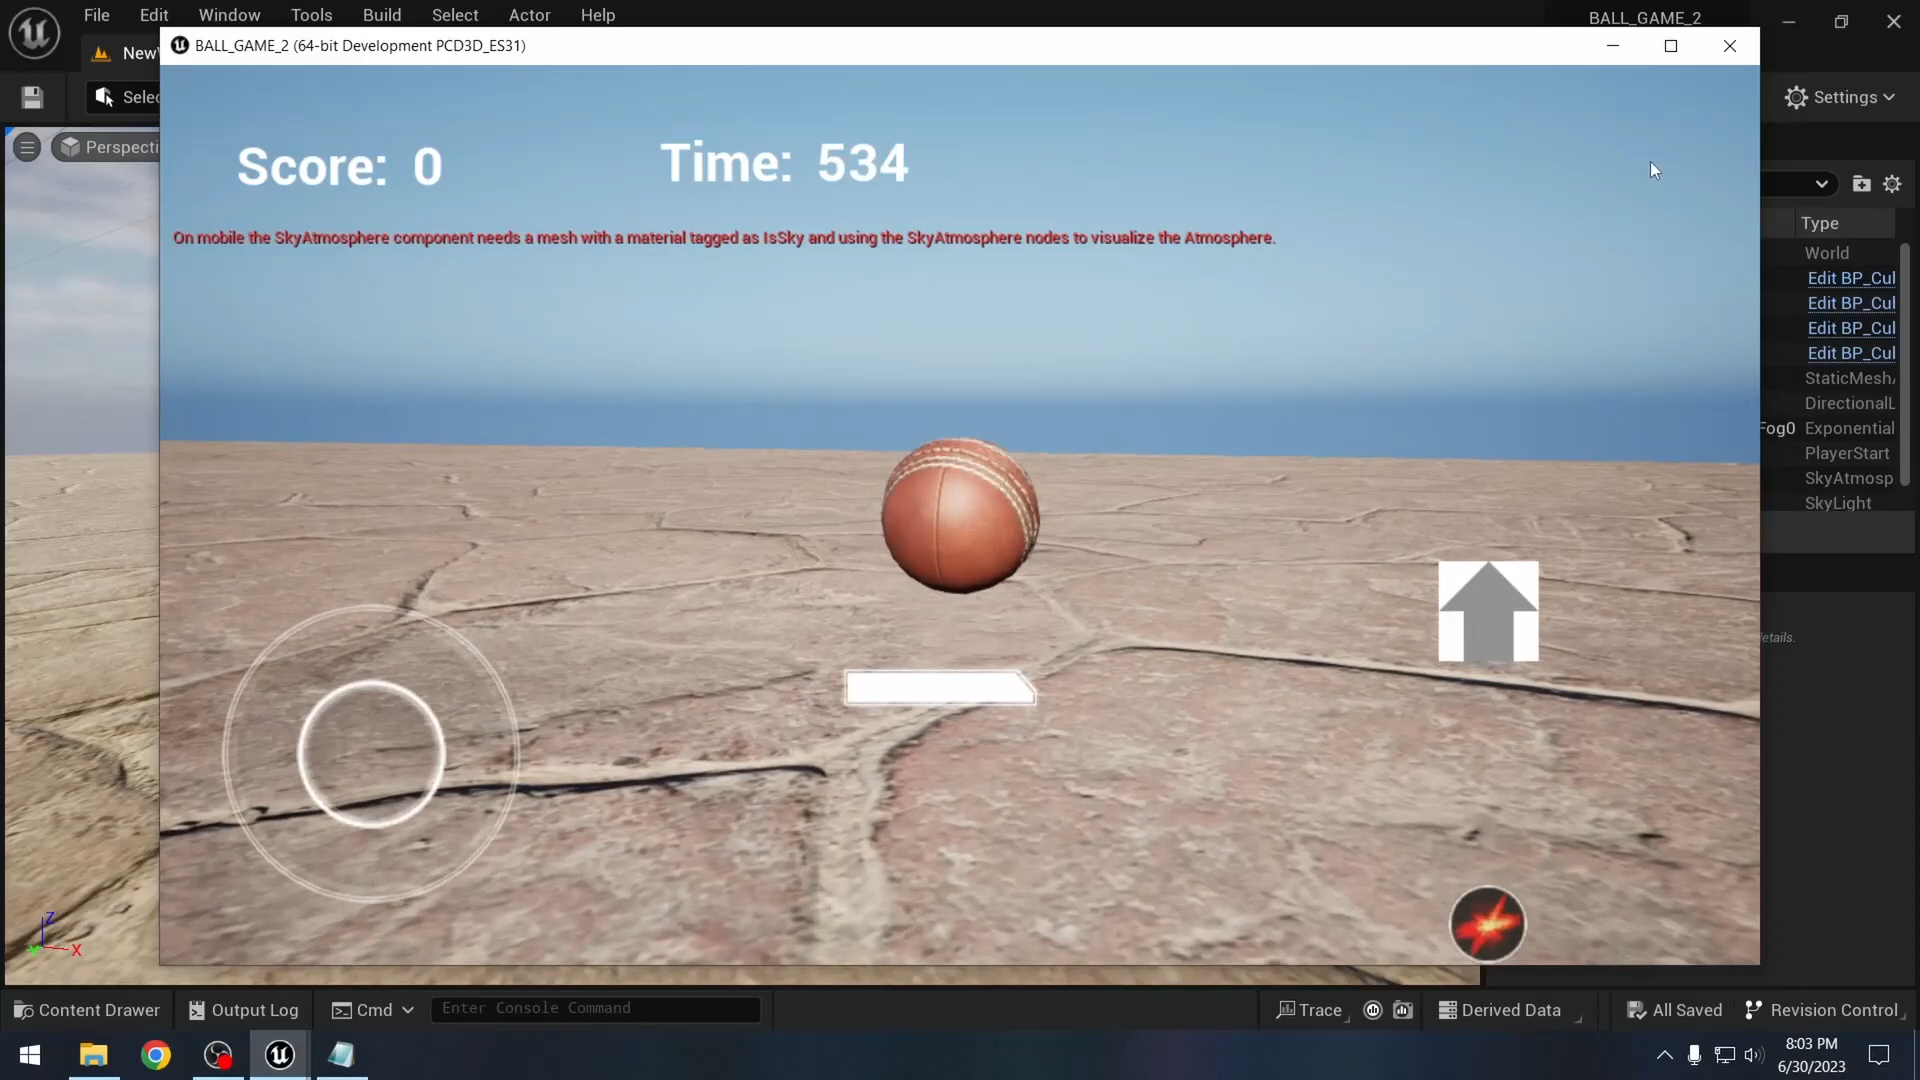 File Edit Window Tools Build Select Actor Help
BALL_GAME_2
BALL_GAME_2 (64-bit Development PCD3D_ES31)
New
Selec
Settings
Perspecti
Score: 0
Time: 534
On mobile the SkyAtmosphere component needs a mesh with a material tagged as IsSky and using the SkyAtmosphere nodes to visualize the Atmosphere.
Type
World
Edit BP_Cul
Edit BP_Cul
Edit BP_Cul
Edit BP_Cul
StaticMeshA
DirectionalL
Fog0 Exponential
PlayerStart
SkyAtmosp
SkyLight
etails.
Z
X
Content Drawer Output Log Cmd Enter Console Command Trace Derived Data All Saved Revision Control
8:03 PM
6/30/2023